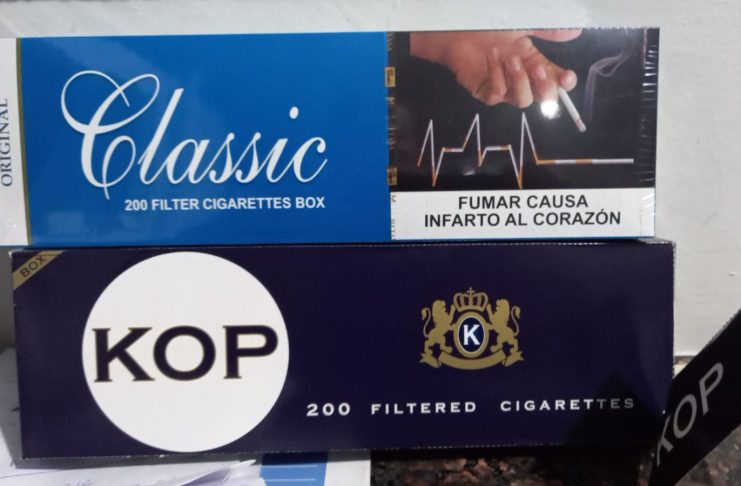 ORIGINAL
Classic
200 FILTER CIGARETTES BOX
FUMAR CAUSA
INFARTO AL CORAZÓN
BOX
KOP
K
200 FILTERED CIGARETTES
KOP